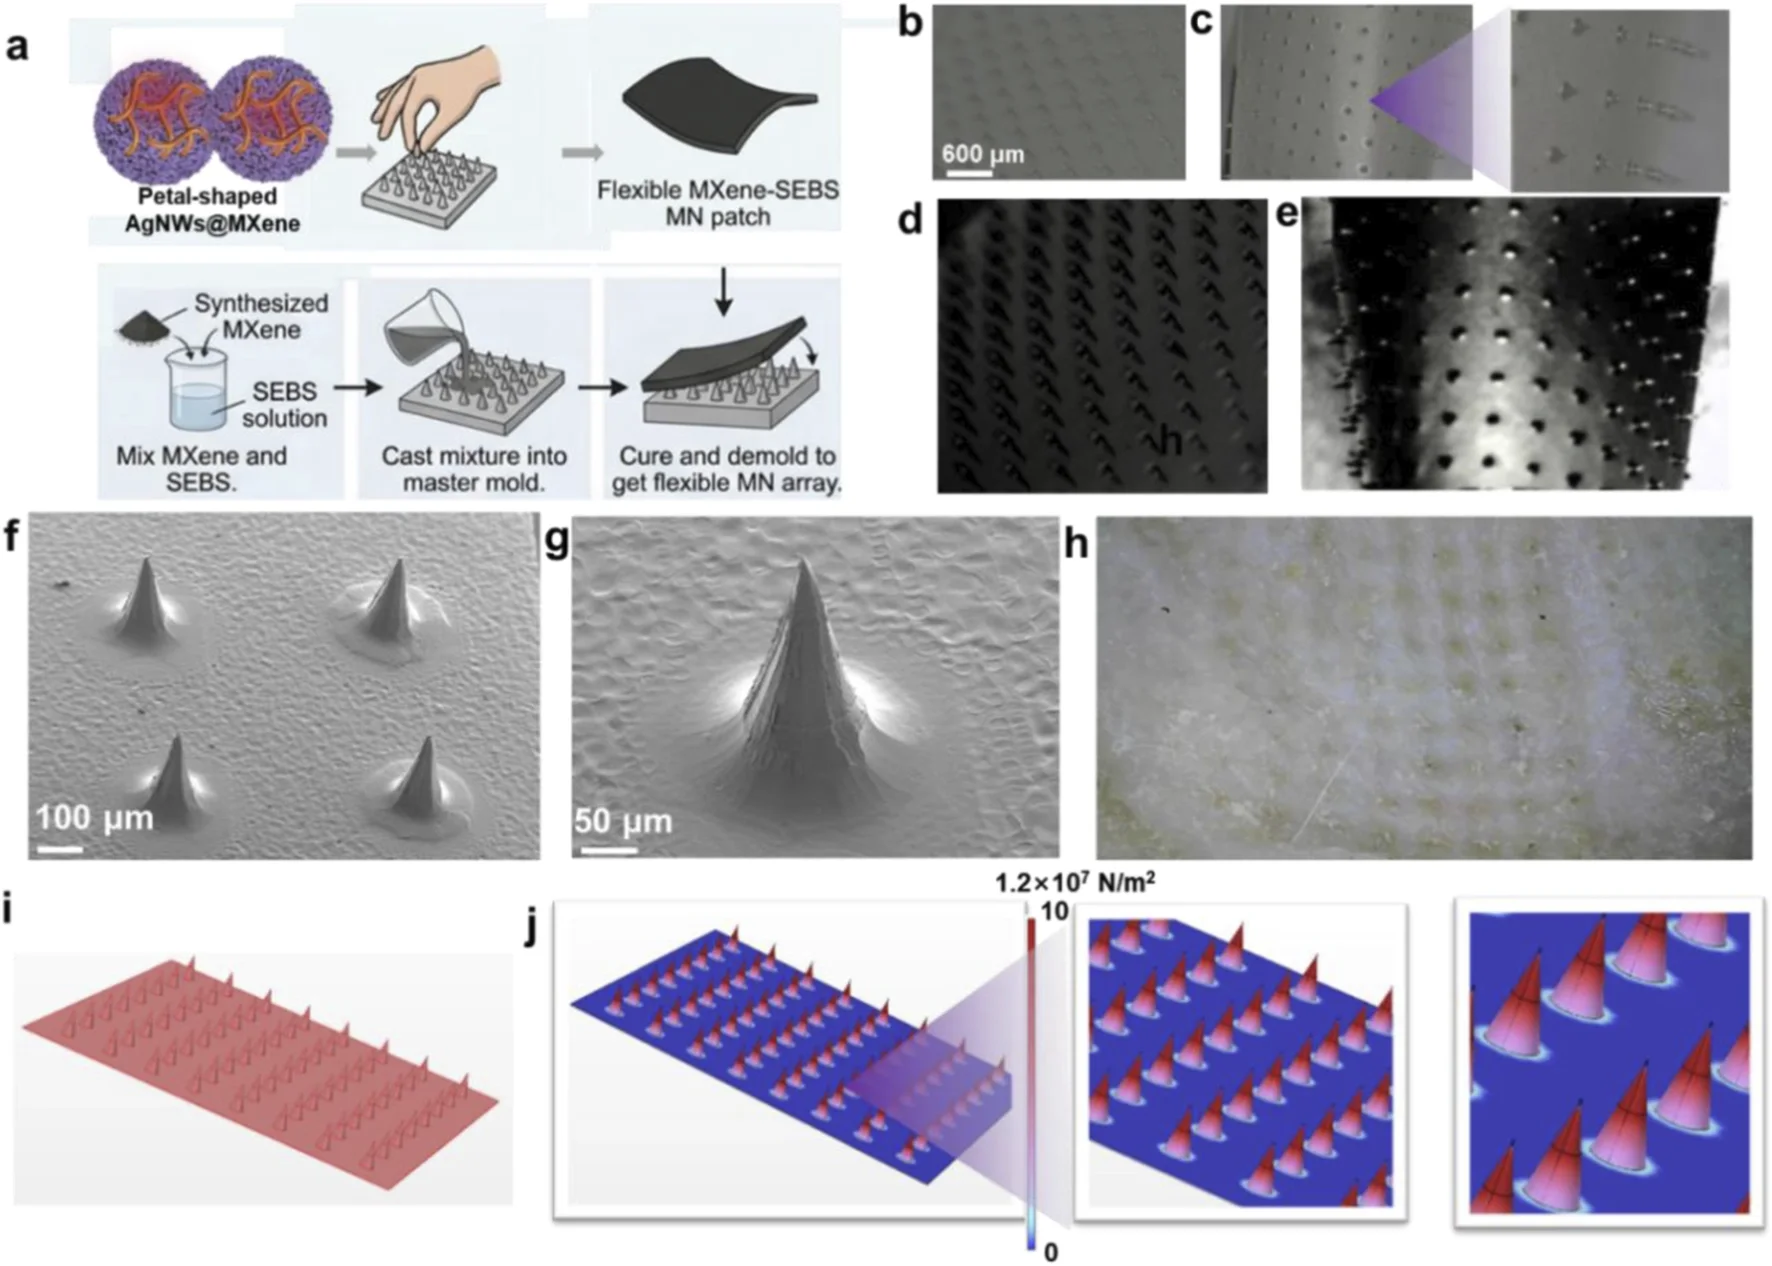 a
Petal-shaped
AgNWs@MXene
Flexible MXene-SEBS
MN patch
Synthesized
MXene
SEBS
solution
Mix MXene and
SEBS.
Cast mixture into
master mold.
Cure and demold to
get flexible MN array.
b
600 µm
c
d
h
e
f
100 µm
g
50 µm
h
i
j
1.2×10⁷ N/m²
10
0